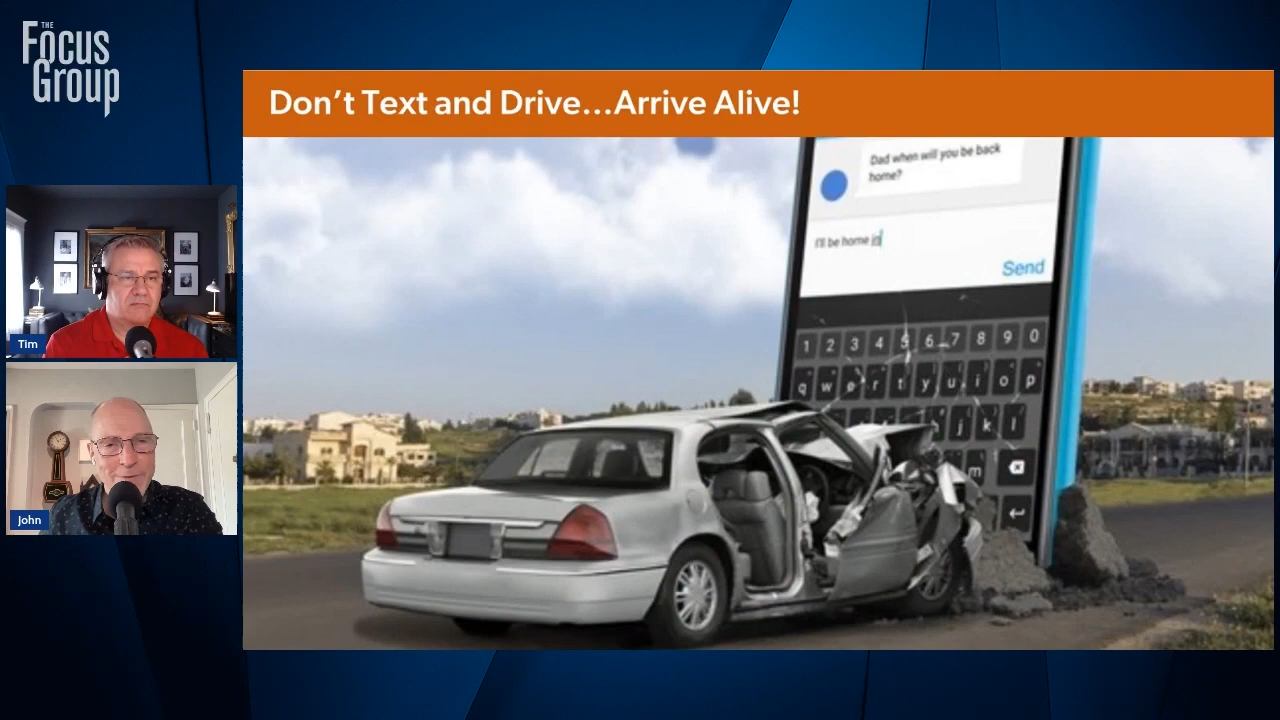 THE
Focus
Group
Don't Text and Drive...Arrive Alive!
Dad when will you be back
home?
I'll be home in
Send
1 2 3 4 5 6 7 8 9 0
q w e r t y u i o p
j k l
m
Tim
John